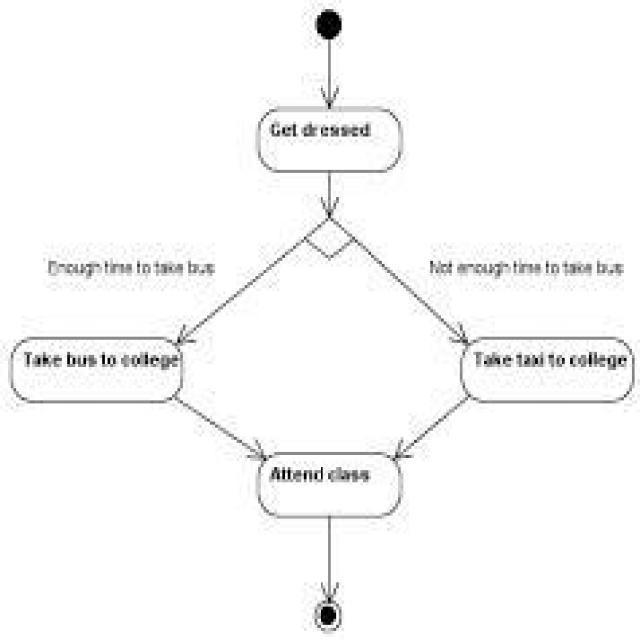 Get dressed
Enough time to take bus
Not enough time to take bus
Take bus to college
Take taxi to college
Attend class